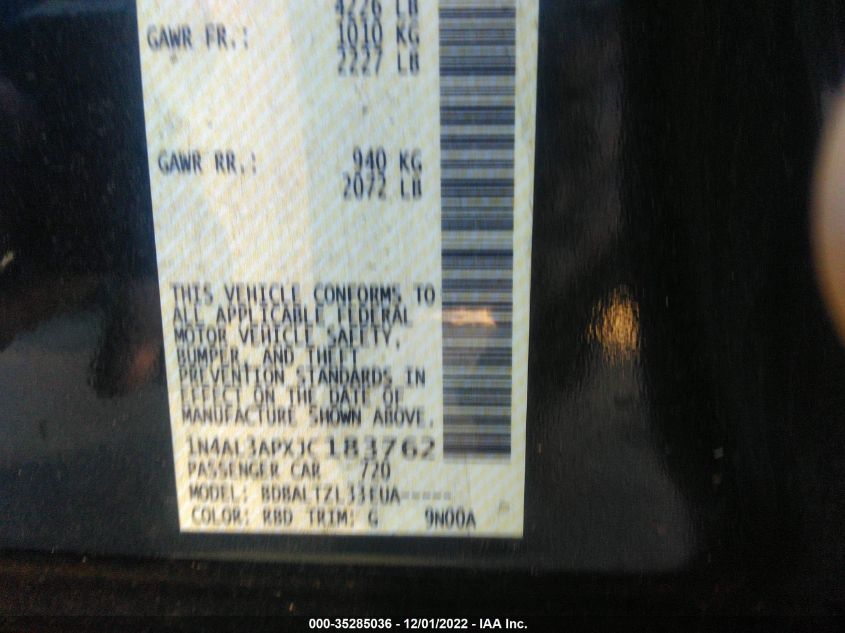 4226 LB
GAWR FR.: 1010 KG
2227 LB
GAWR RR.: 940 KG
2072 LB
THIS VEHICLE CONFORMS TO
ALL APPLICABLE FEDERAL
MOTOR VEHICLE SAFETY,
BUMPER, AND THEFT
PREVENTION STANDARDS IN
EFFECT ON THE DATE OF
MANUFACTURE SHOWN ABOVE.
1N4AL3APXJC183762
PASSENGER CAR 720
MODEL: BDBALTZL33EUA-----
COLOR: RBD TRIM: G 9N00A
000-35285036 - 12/01/2022 - IAA Inc.